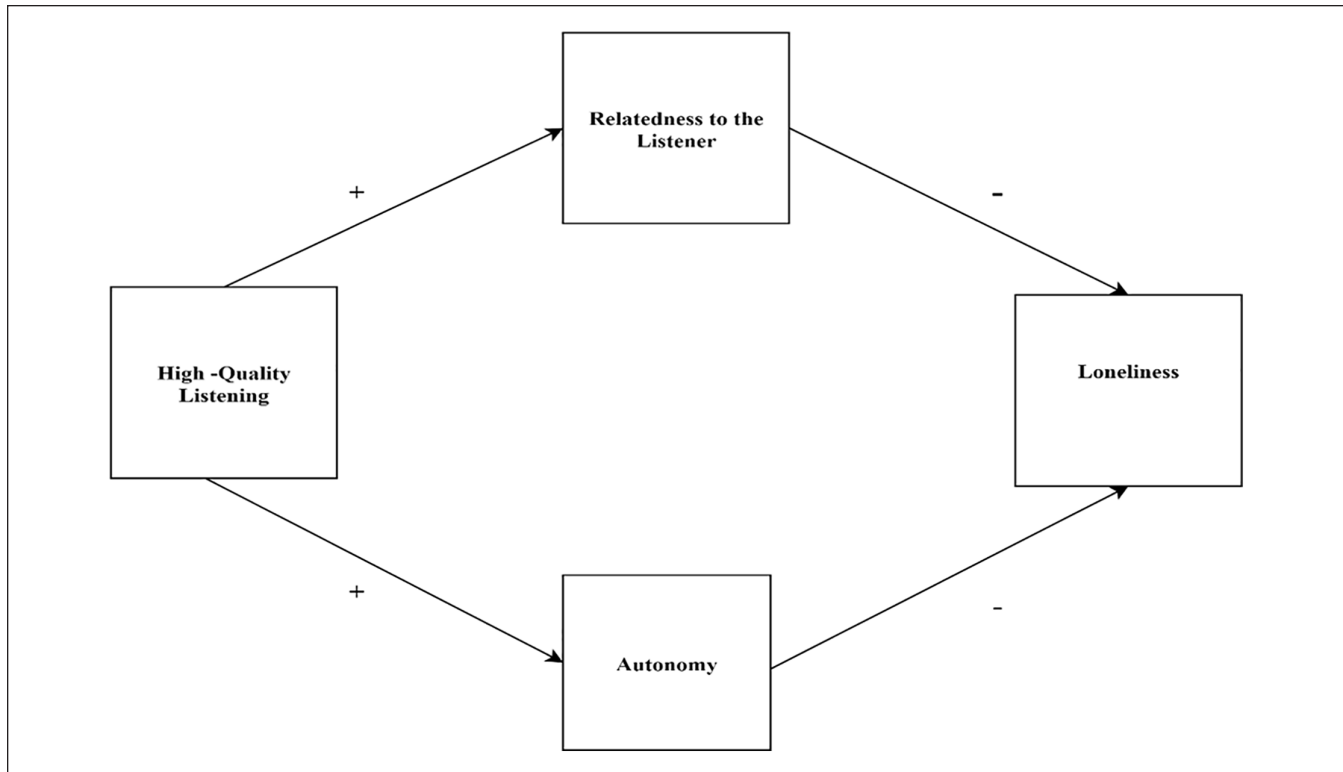 Relatedness to the
Listener
+
-
High -Quality
Listening
Loneliness
+
-
Autonomy